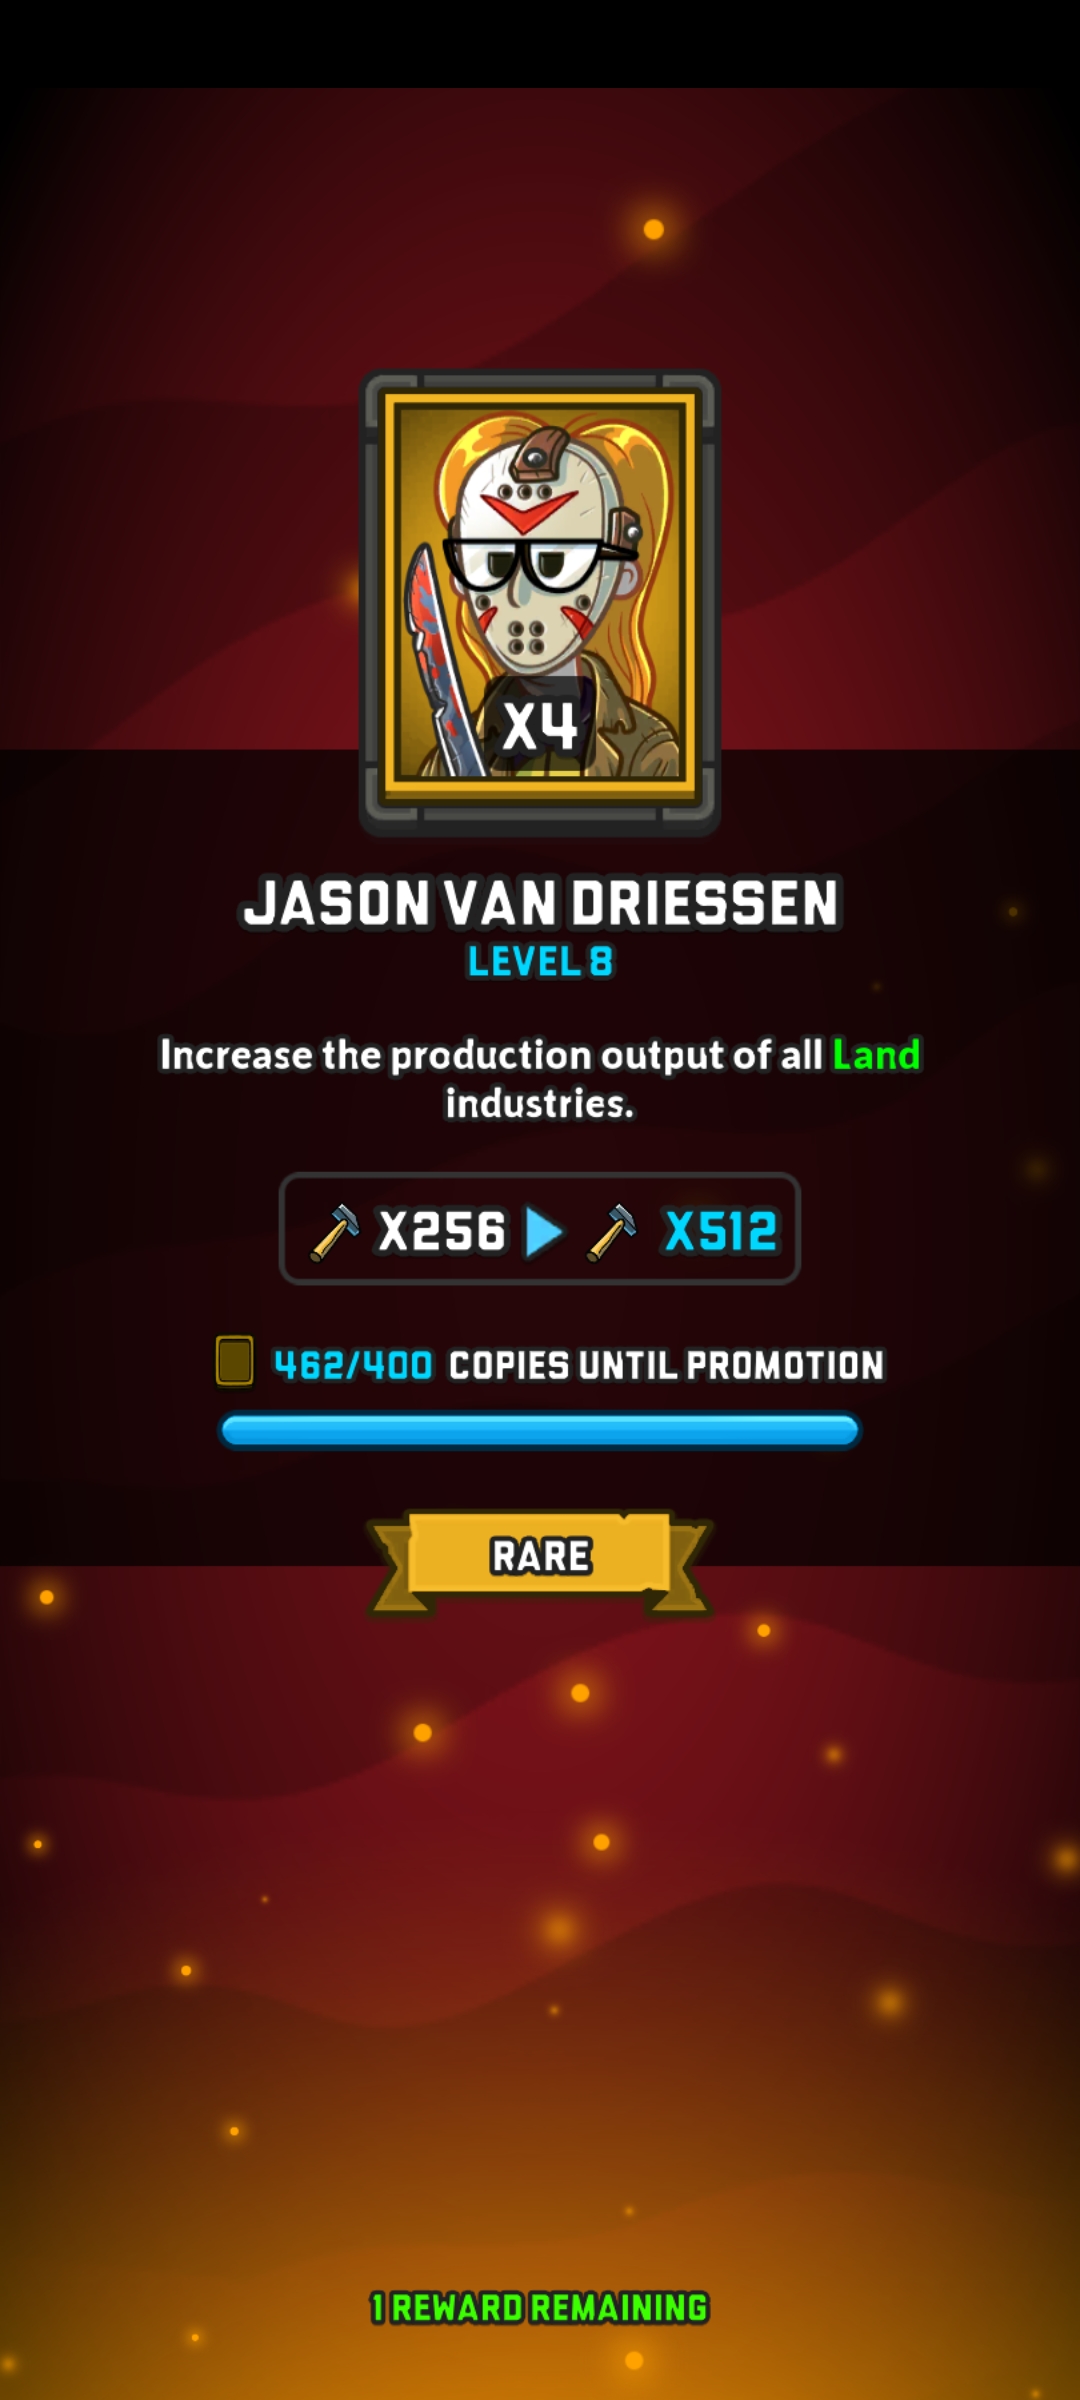 X4
JASON VAN DRIESSEN
LEVEL 8
Increase the production output of all Land
industries.
X256 X512
462/400 COPIES UNTIL PROMOTION
RARE
1 REWARD REMAINING